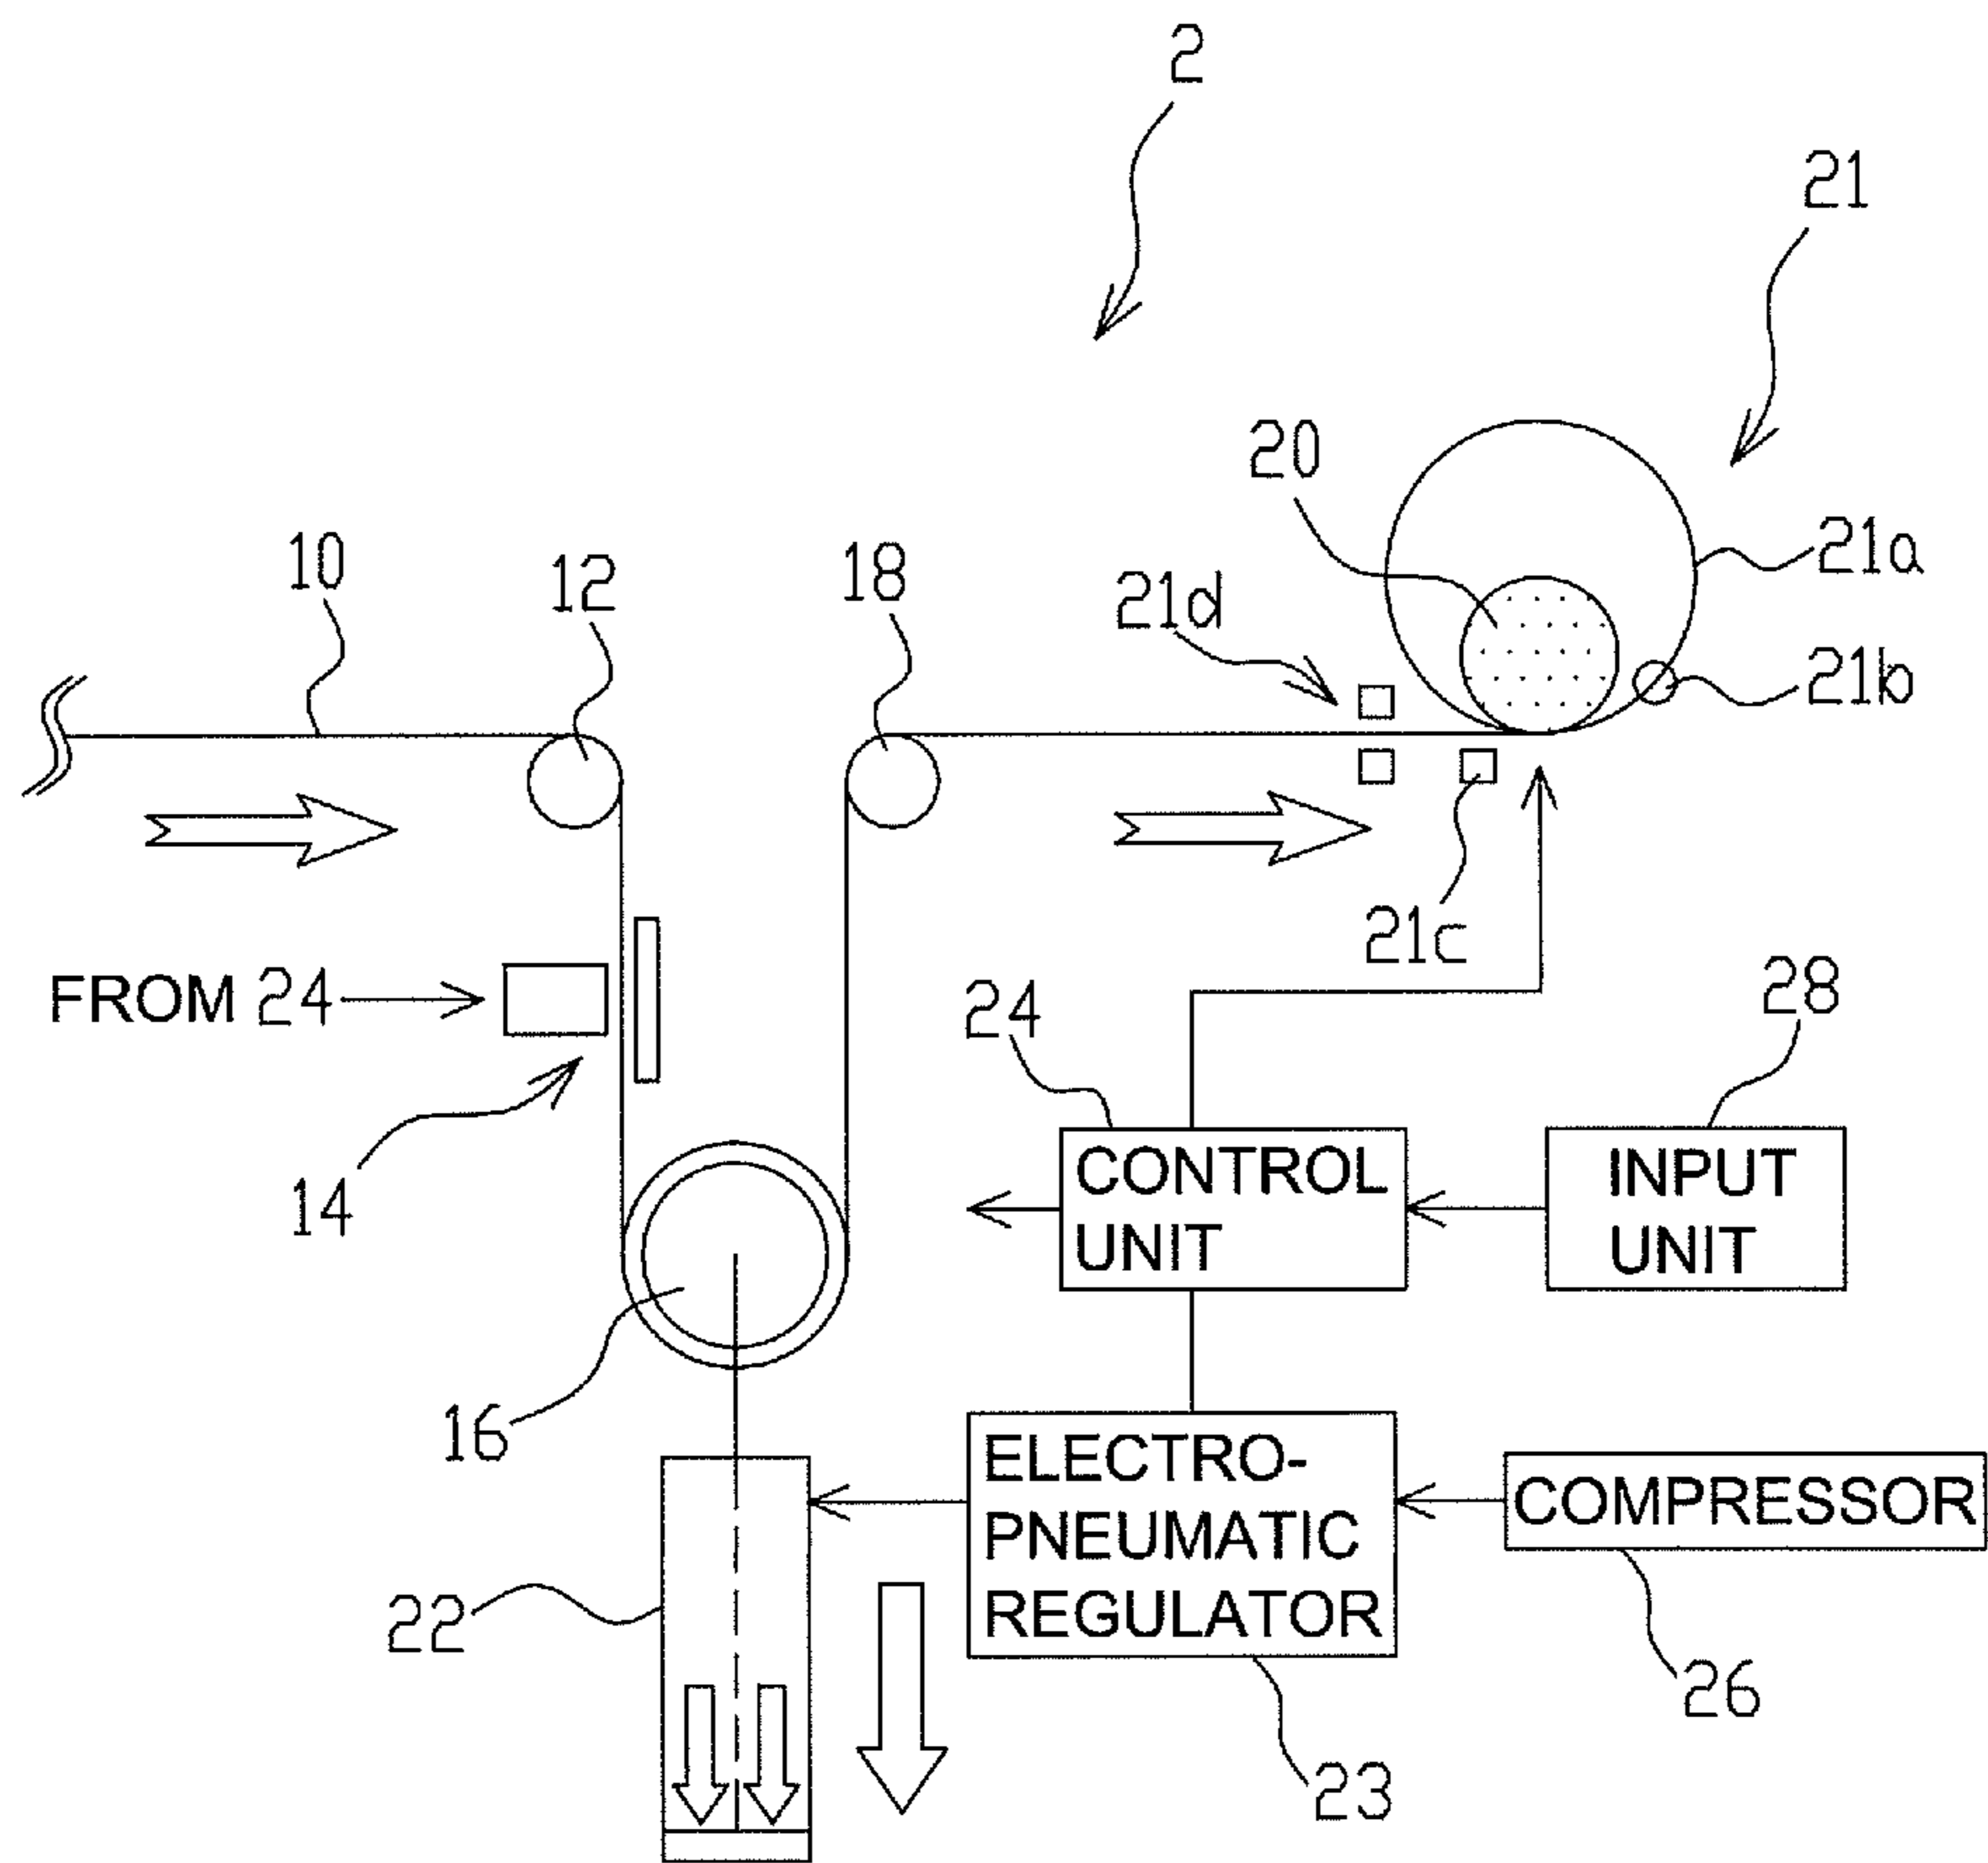 2
21
20
10
12
18
21a
21d
21b
21c
FROM 24
24
28
14
CONTROL
UNIT
INPUT
UNIT
16
ELECTRO-
PNEUMATIC
REGULATOR
COMPRESSOR
22
26
23